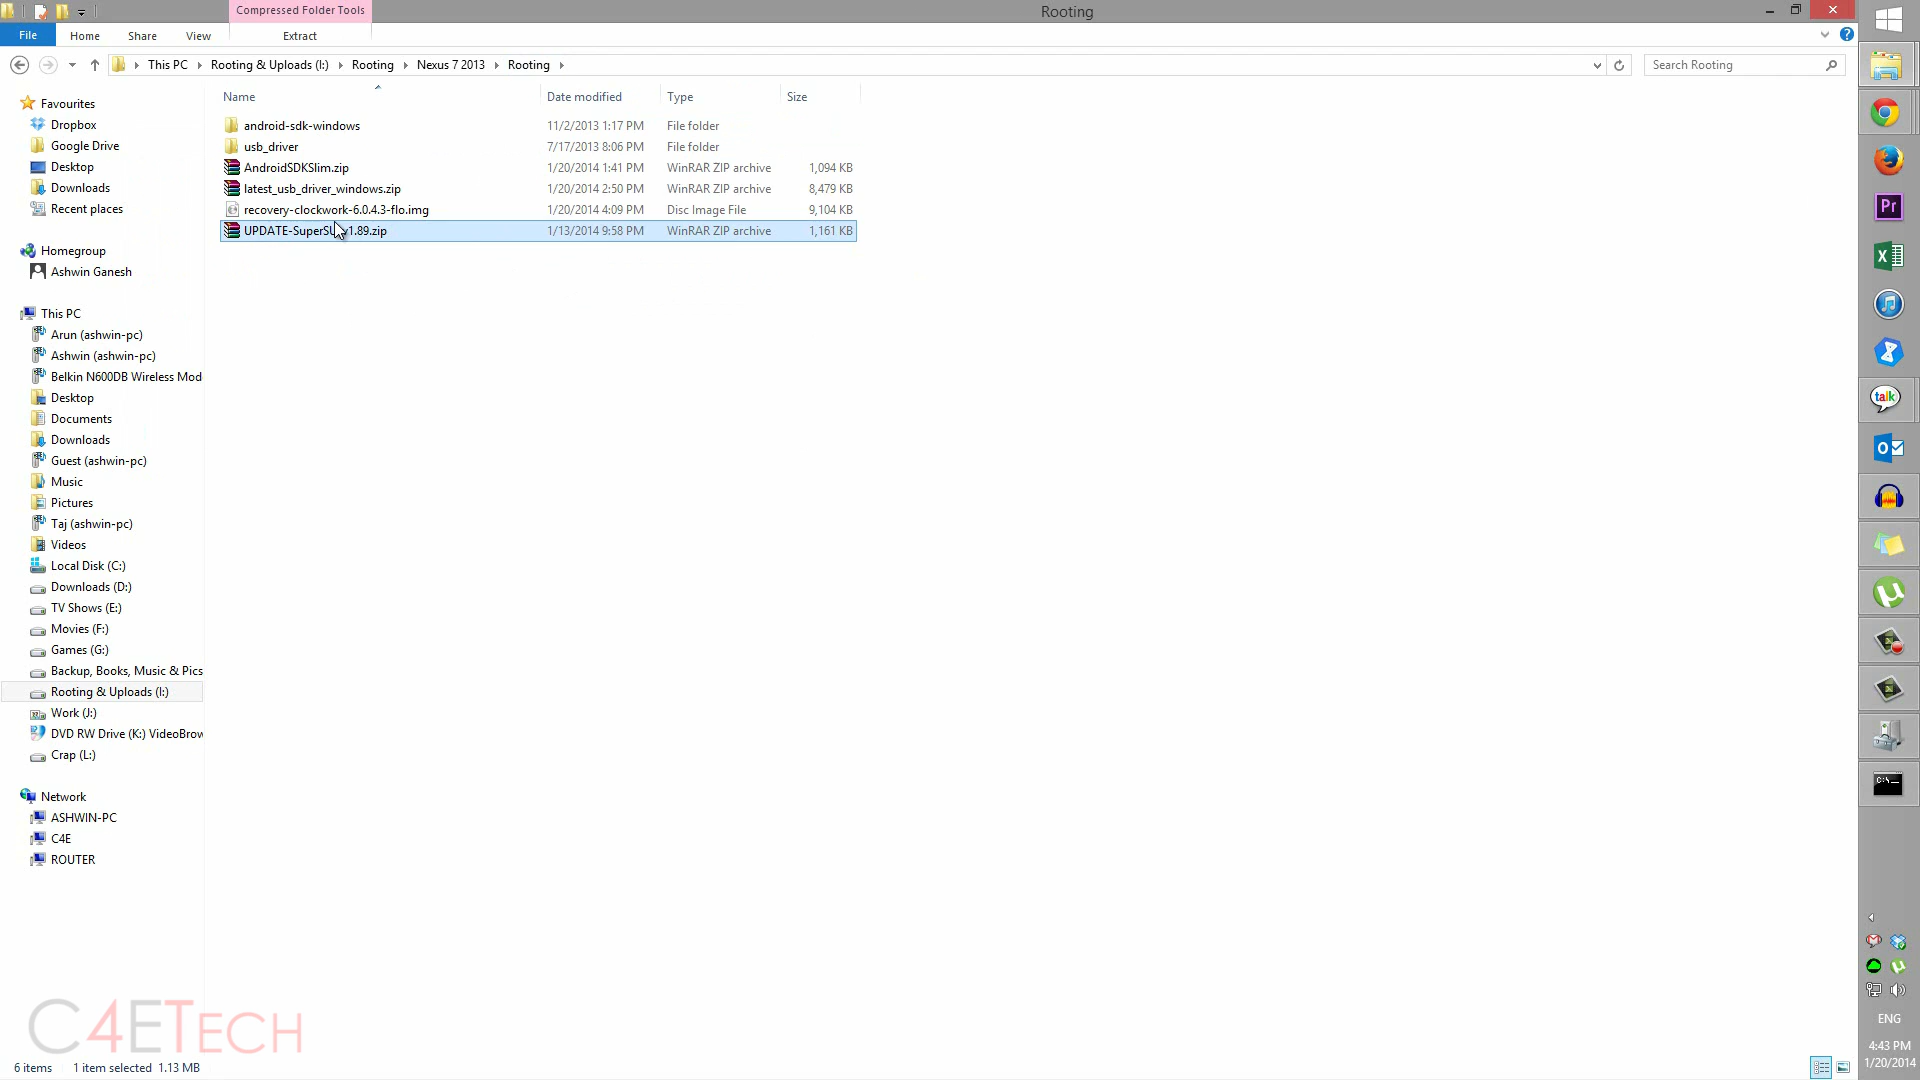 Compressed Folder Tools
Rooting
File Home Share View Extract
This PC Rooting & Uploads (I:) Rooting Nexus 7 2013 Rooting
Search Rooting
Name Date modified Type Size
android-sdk-windows 11/2/2013 1:17 PM File folder
usb_driver 7/17/2013 8:06 PM File folder
AndroidSDKSlim.zip 1/20/2014 1:41 PM WinRAR ZIP archive 1,094 KB
latest_usb_driver_windows.zip 1/20/2014 2:50 PM WinRAR ZIP archive 8,479 KB
recovery-clockwork-6.0.4.3-flo.img 1/20/2014 4:09 PM Disc Image File 9,104 KB
1/13/2014 9:58 PM WinRAR ZIP archive 1,161 KB
Favourites
Dropbox
Google Drive
Desktop
Downloads
Recent places
Homegroup
Ashwin Ganesh
This PC
Arun (ashwin-pc)
Ashwin (ashwin-pc)
Belkin N600DB Wireless Mod
Desktop
Documents
Downloads
Guest (ashwin-pc)
Music
Pictures
Taj (ashwin-pc)
Videos
Local Disk (C:)
Downloads (D:)
TV Shows (E:)
Movies (F:)
Games (G:)
Backup, Books, Music & Pics
Rooting & Uploads (I:)
Work (J:)
DVD RW Drive (K:) VideoBrow
Crap (L:)
Network
ASHWIN-PC
C4E
ROUTER
C4ETECH
6 items 1 item selected 1.13 MB
Pr
talk
ENG
4:43 PM
1/20/2014